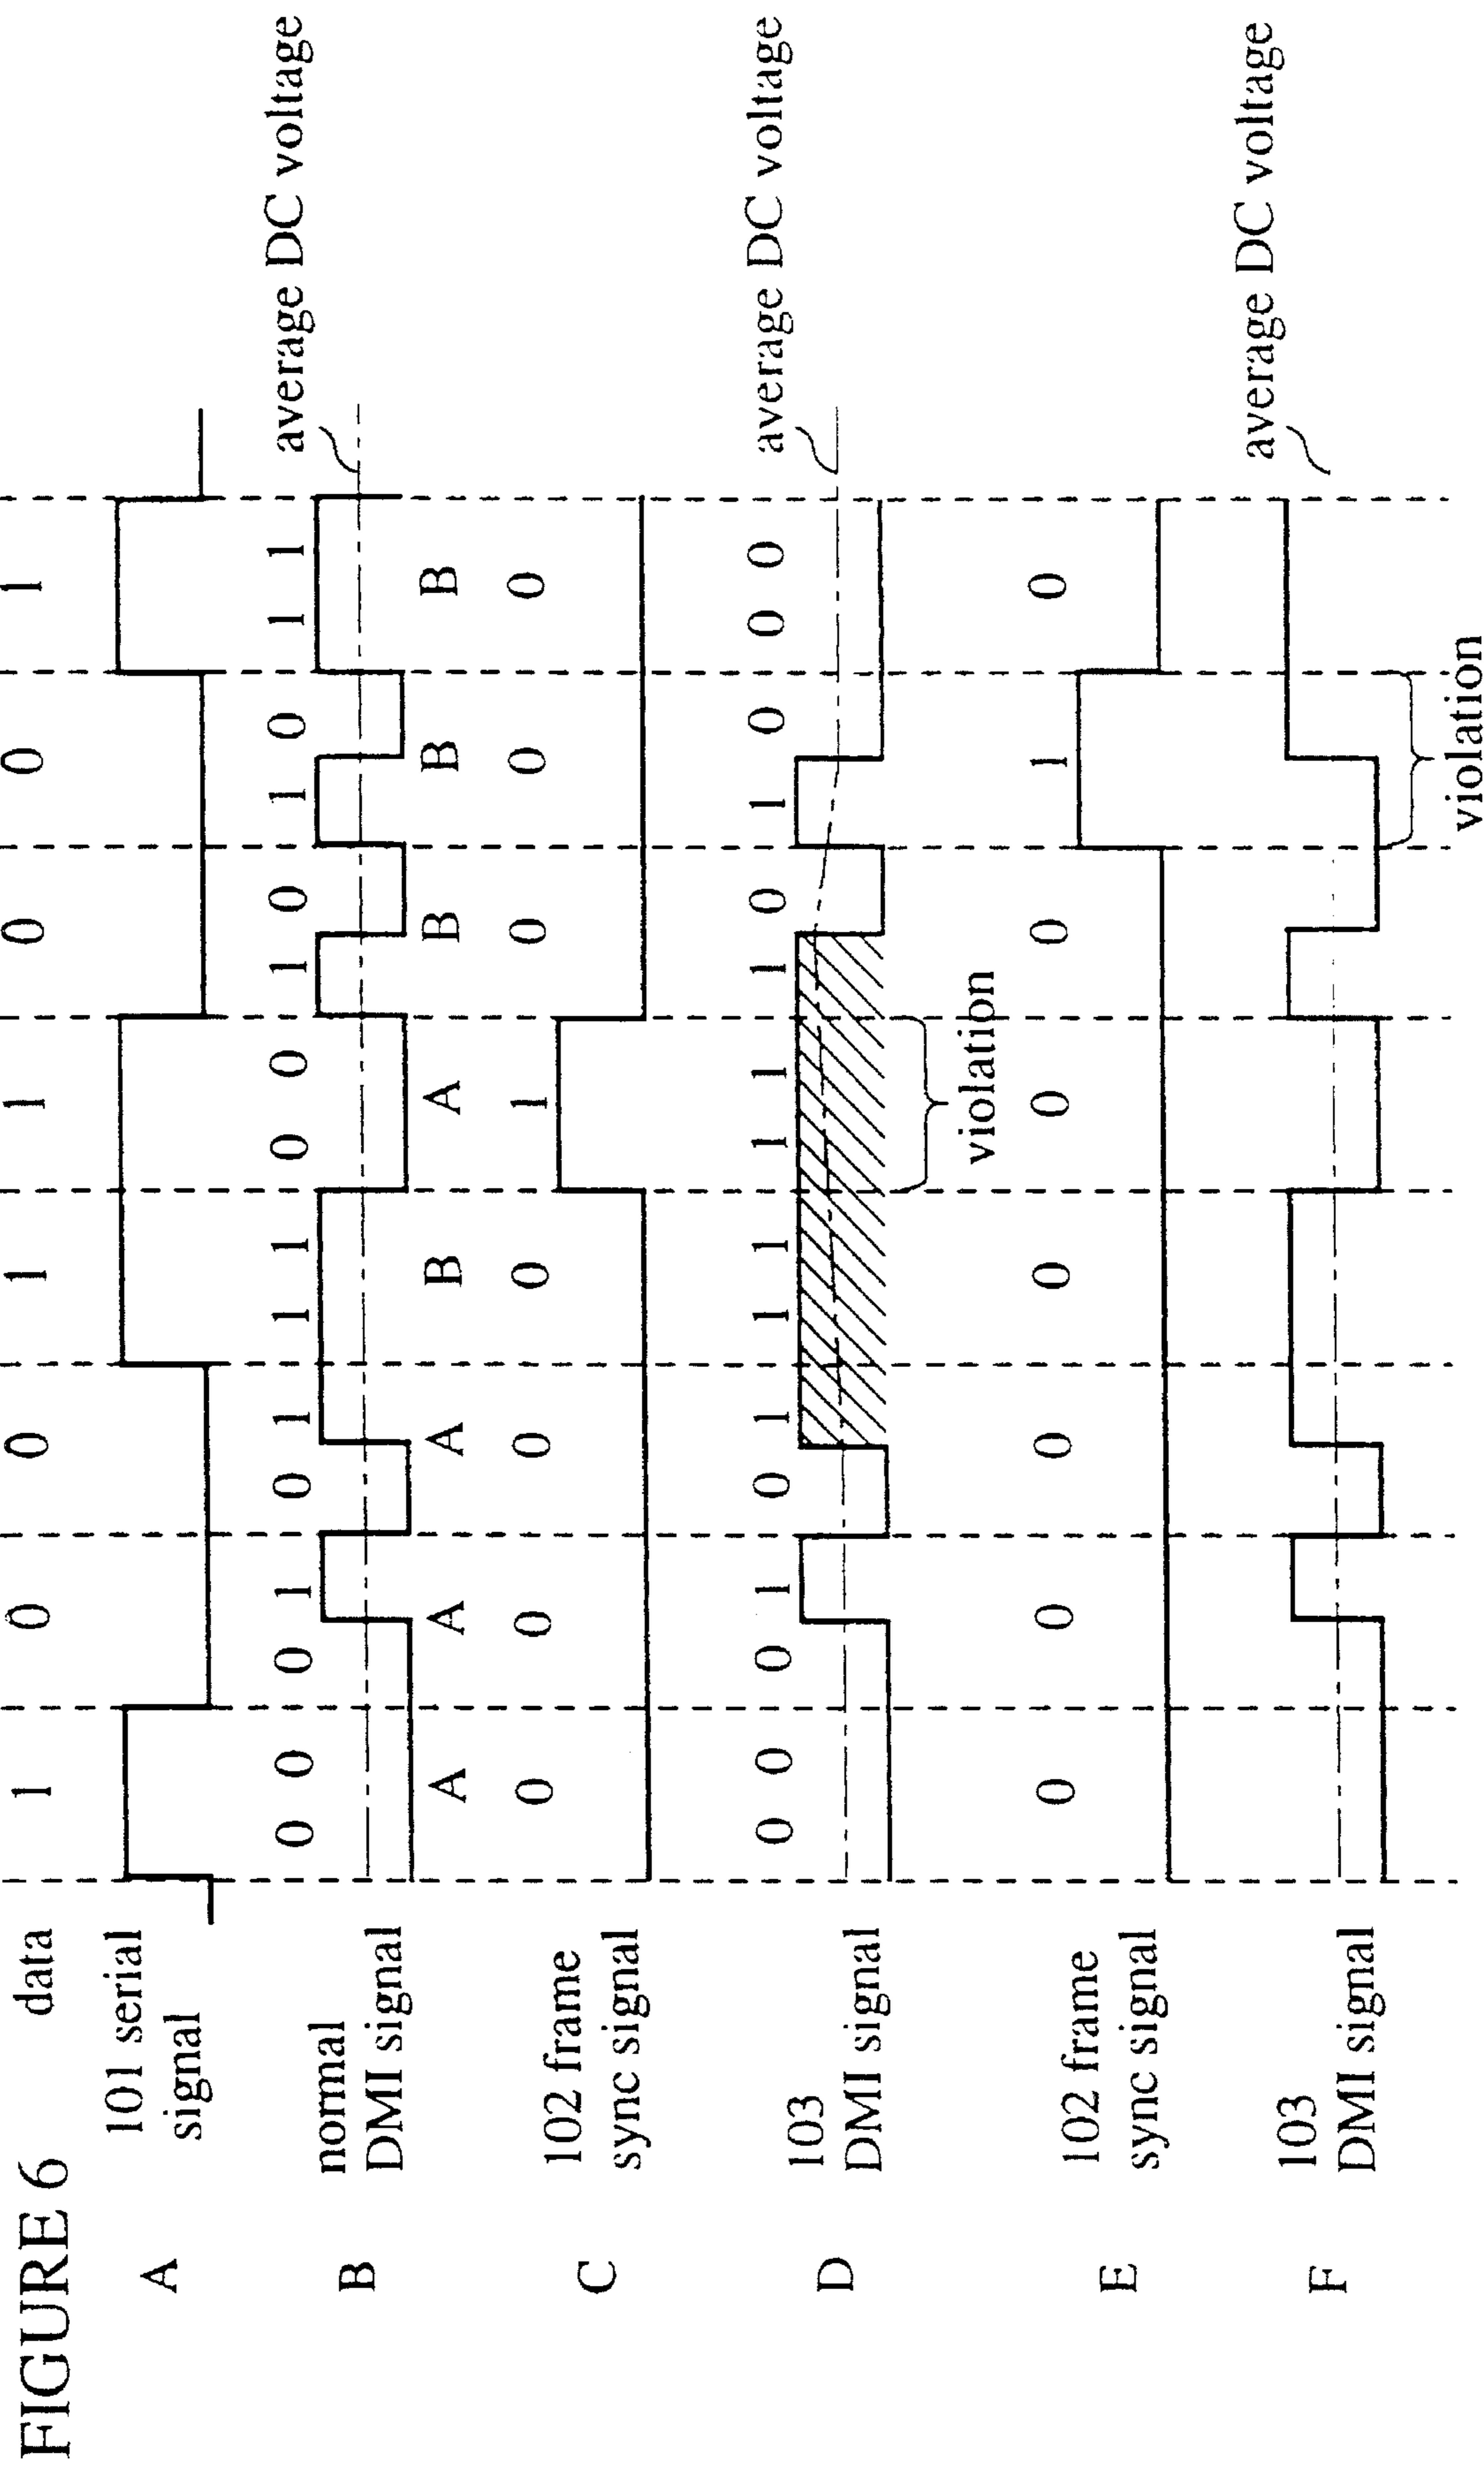 FIGURE 6
data 1 0 0 1 1 0 0 1
A 101 serial
signal
average DC voltage
0 0 0 1 0 1 1 1 0 0 1 0 1 0 1 1
B normal
DMI signal
A A A B A B B B
C 102 frame
sync signal
0 0 0 0 1 0 0 0
average DC voltage
0 0 0 1 0 1 1 1 1 1 1 0 1 0 0 0
D 103
DMI signal
violation
E 102 frame
sync signal
0 0 0 0 0 0 1 0
average DC voltage
F 103
DMI signal
violation